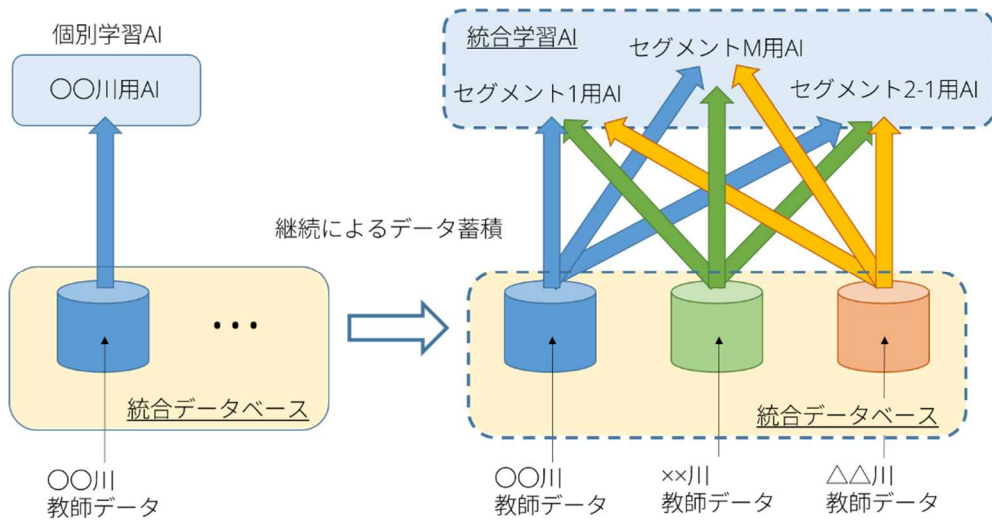 個別学習AI
〇〇川用AI
統合データベース
〇〇川
教師データ
継続によるデータ蓄積
統合学習AI
セグメントM用AI
セグメント1用AI
セグメント2-1用AI
統合データベース
〇〇川
教師データ
××川
教師データ
△△川
教師データ